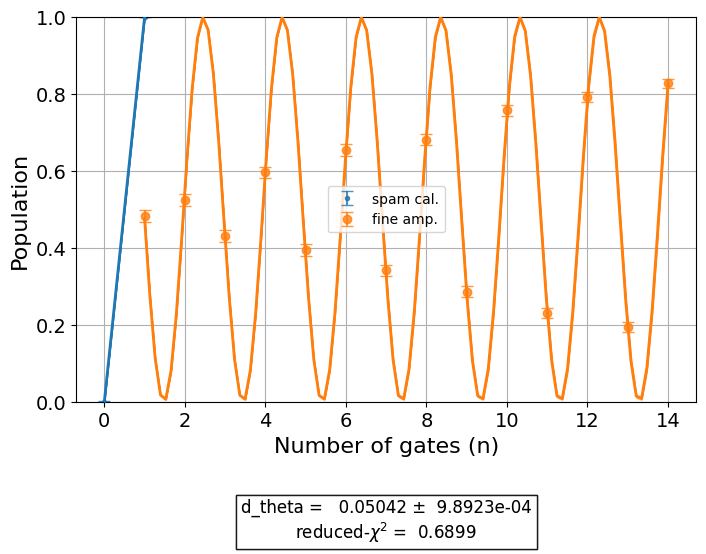 1.0
0.8
0.6
0.4
0.2
0.0
Population
spam cal.
fine amp.
0 2 4 6 8 10 12 14
Number of gates (n)
d_theta = 0.05042 ± 9.8923e-04
reduced-χ² = 0.6899